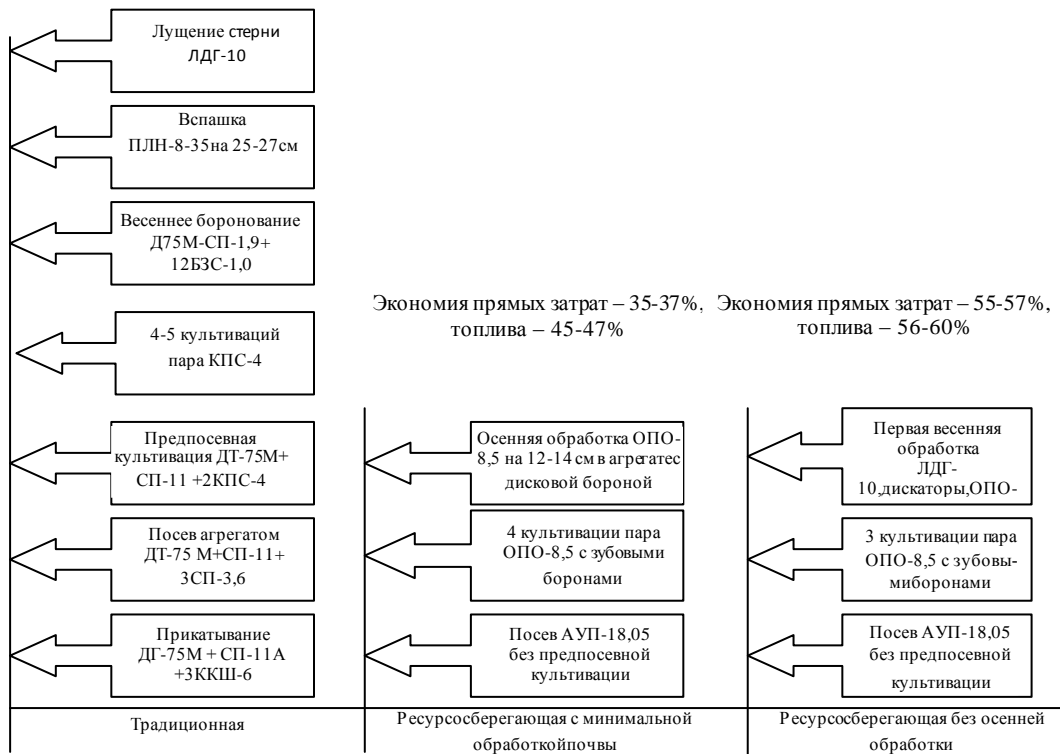 Лущение стерни
ЛДГ-10
Вспашка
ПЛН-8-35на 25-27см
Весеннее боронование
Д75М-СП-1,9+
12БЗС-1,0
4-5 культиваций
пара КПС-4
Предпосевная
культивация ДТ-75М+
СП-11 +2КПС-4
Посев агрегатом
ДТ-75 М+СП-11+
3СП-3,6
Прикатывание
ДГ-75М + СП-11А
+3ККШ-6
Традиционная
Экономия прямых затрат – 35-37%,
топлива – 45-47%
Осенняя обработка ОПО-
8,5 на 12-14 см в агрегатес
дисковой бороной
4 культивации пара
ОПО-8,5 с зубовыми
боронами
Посев АУП-18,05
без предпосевной
культивации
Ресурсосберегающая с минимальной
обработкойпочвы
Экономия прямых затрат – 55-57%,
топлива – 56-60%
Первая весенняя
обработка
ЛДГ-
10,дискаторы,ОПО-
3 культивации пара
ОПО-8,5 с зубовы-
миборонами
Посев АУП-18,05
без предпосевной
культивации
Ресурсосберегающая без осенней
обработки